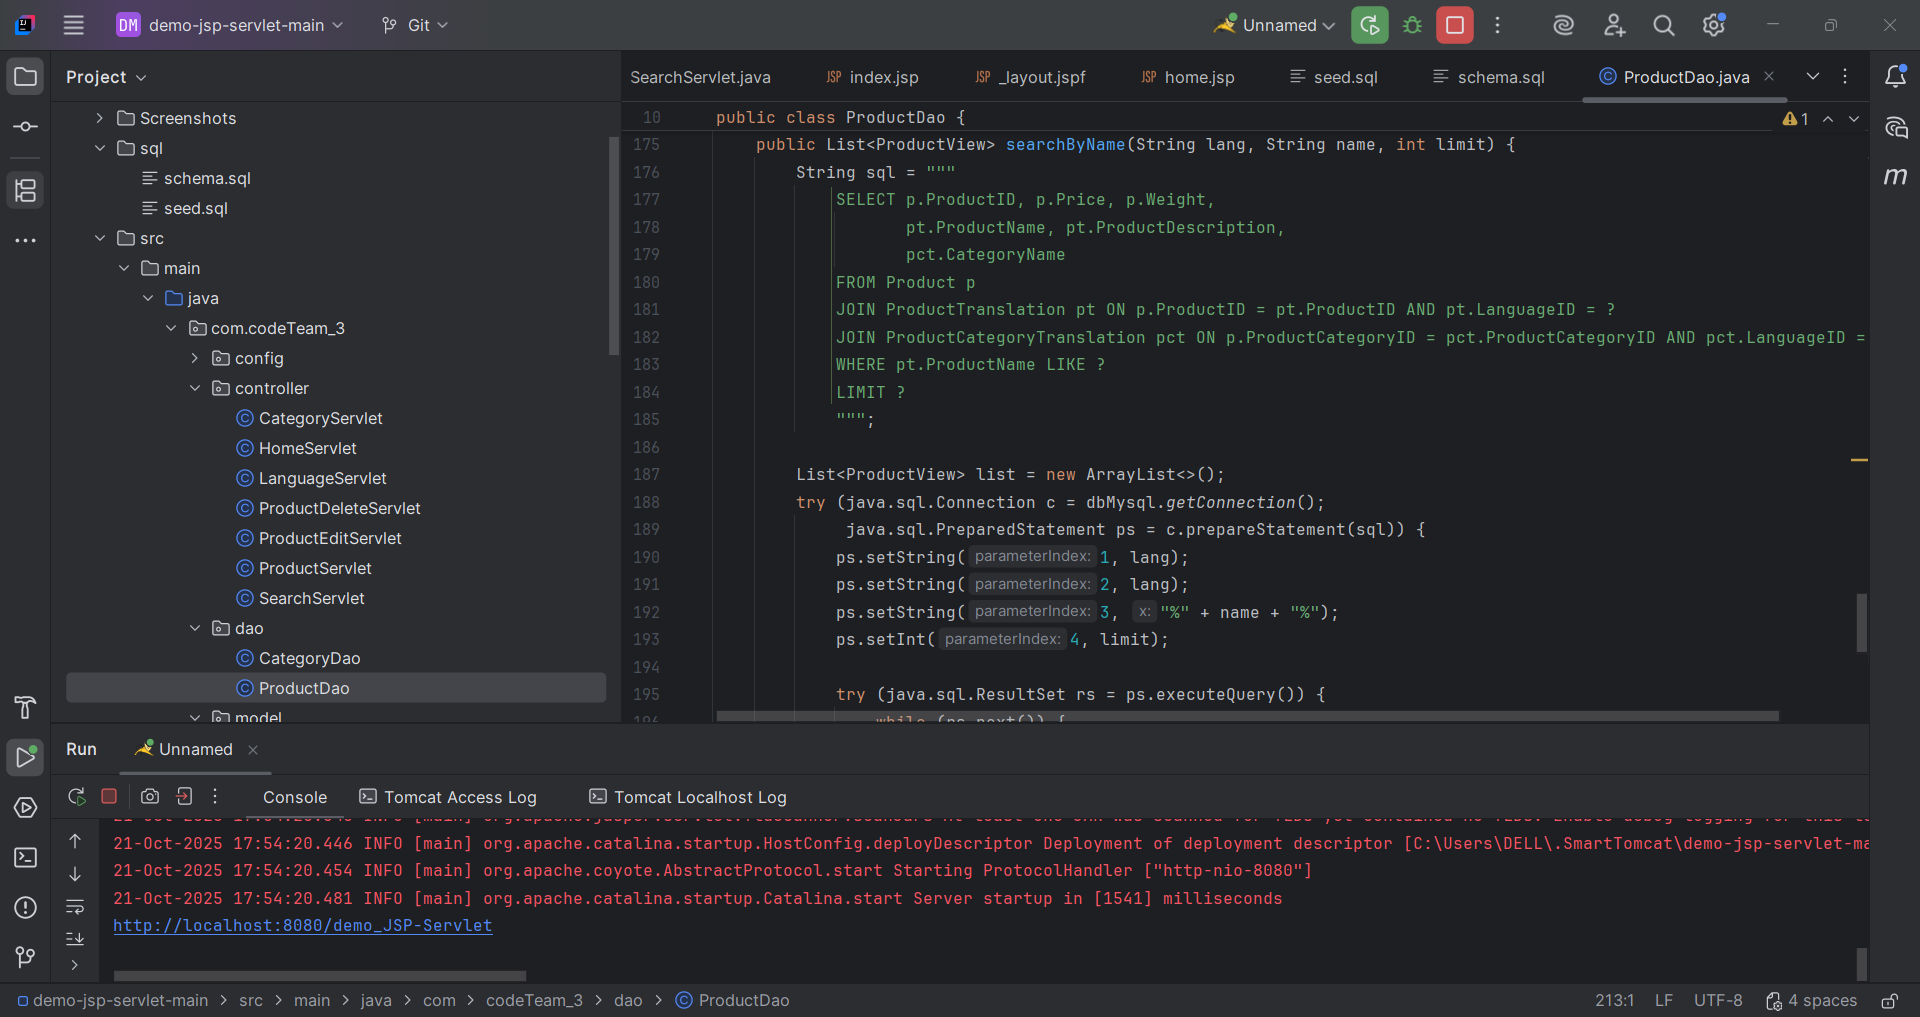 DM demo-jsp-servlet-main Git Unnamed
Project
Screenshots
sql
schema.sql
seed.sql
src
main
java
com.codeTeam_3
config
controller
CategoryServlet
HomeServlet
LanguageServlet
ProductDeleteServlet
ProductEditServlet
ProductServlet
SearchServlet
dao
CategoryDao
ProductDao
model
SearchServlet.java JSP index.jsp JSP _layout.jspf JSP home.jsp seed.sql schema.sql ProductDao.java
10 public class ProductDao { 1
175 public List<ProductView> searchByName(String lang, String name, int limit) {
176 String sql = """
177 SELECT p.ProductID, p.Price, p.Weight,
178 pt.ProductName, pt.ProductDescription,
179 pct.CategoryName
180 FROM Product p
181 JOIN ProductTranslation pt ON p.ProductID = pt.ProductID AND pt.LanguageID = ?
182 JOIN ProductCategoryTranslation pct ON p.ProductCategoryID = pct.ProductCategoryID AND pct.LanguageID =
183 WHERE pt.ProductName LIKE ?
184 LIMIT ?
185 """;
186
187 List<ProductView> list = new ArrayList<>();
188 try (java.sql.Connection c = dbMysql.getConnection();
189 java.sql.PreparedStatement ps = c.prepareStatement(sql)) {
190 ps.setString( parameterIndex: 1, lang);
191 ps.setString( parameterIndex: 2, lang);
192 ps.setString( parameterIndex: 3, x: "%" + name + "%");
193 ps.setInt( parameterIndex: 4, limit);
194
195 try (java.sql.ResultSet rs = ps.executeQuery()) {
m
Run Unnamed
Console Tomcat Access Log Tomcat Localhost Log
21-Oct-2025 17:54:20.446 INFO [main] org.apache.catalina.startup.HostConfig.deployDescriptor Deployment of deployment descriptor [C:\Users\DELL\.SmartTomcat\demo-jsp-servlet-ma
21-Oct-2025 17:54:20.454 INFO [main] org.apache.coyote.AbstractProtocol.start Starting ProtocolHandler ["http-nio-8080"]
21-Oct-2025 17:54:20.481 INFO [main] org.apache.catalina.startup.Catalina.start Server startup in [1541] milliseconds
http://localhost:8080/demo_JSP-Servlet
demo-jsp-servlet-main > src > main > java > com > codeTeam_3 > dao > ProductDao 213:1 LF UTF-8 4 spaces